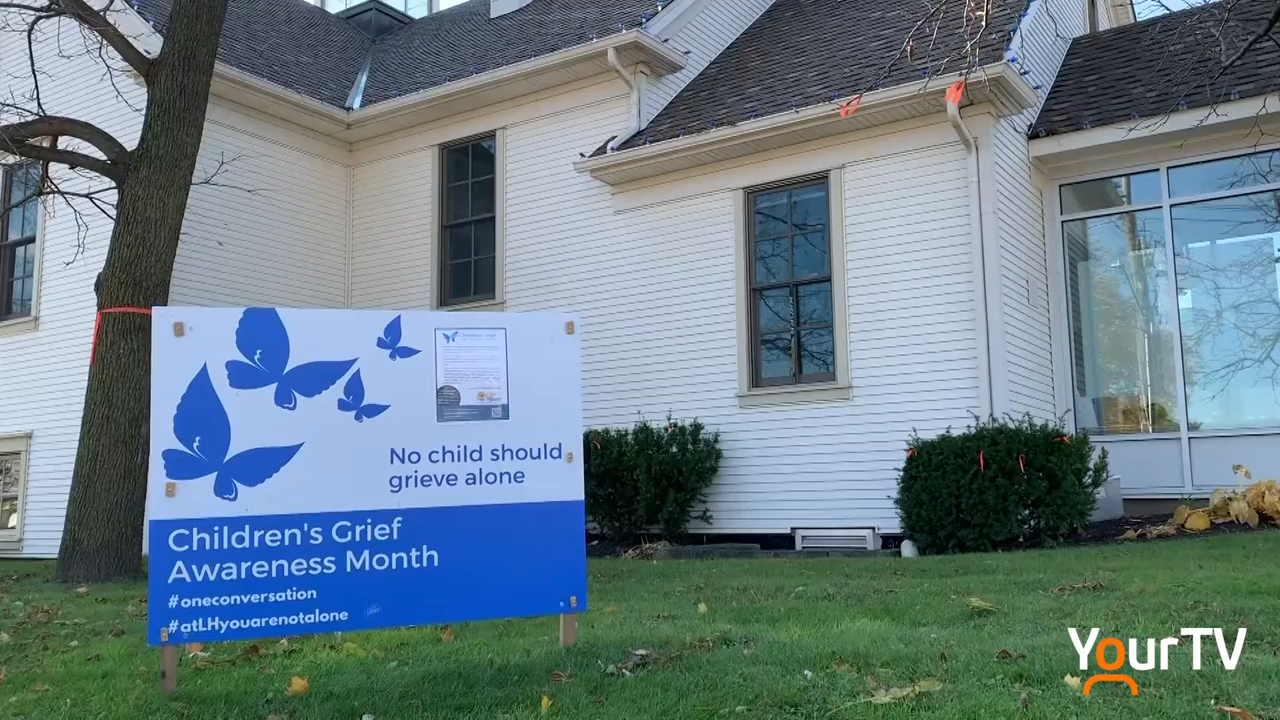 No child should
grieve alone
Children's Grief
Awareness Month
#oneconversation
#atLHyouarenotalone
YourTV